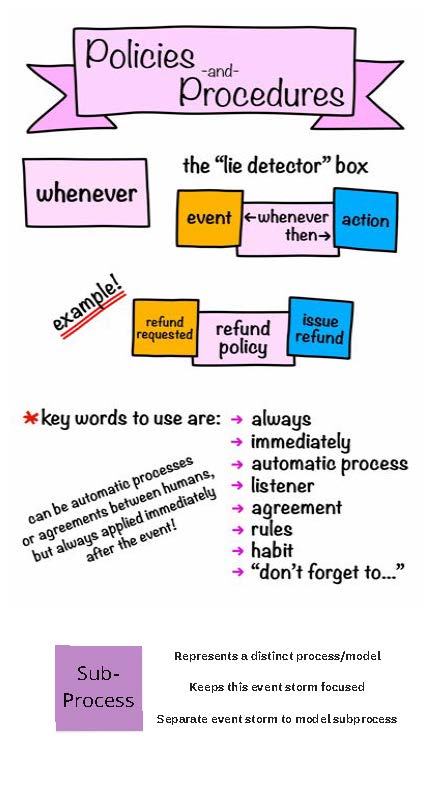 Policies
-and-
Procedures
whenever
the “lie detector” box
event
←whenever
then→
action
example!
refund
requested
refund
policy
issue
refund
*key words to use are:
→ always
→ immediately
→ automatic process
→ listener
→ agreement
→ rules
→ habit
→ “don’t forget to...”
can be automatic processes
or agreements between humans,
but always applied immediately
after the event!
Sub-
Process
Represents a distinct process/model
Keeps this event storm focused
Separate event storm to model subprocess